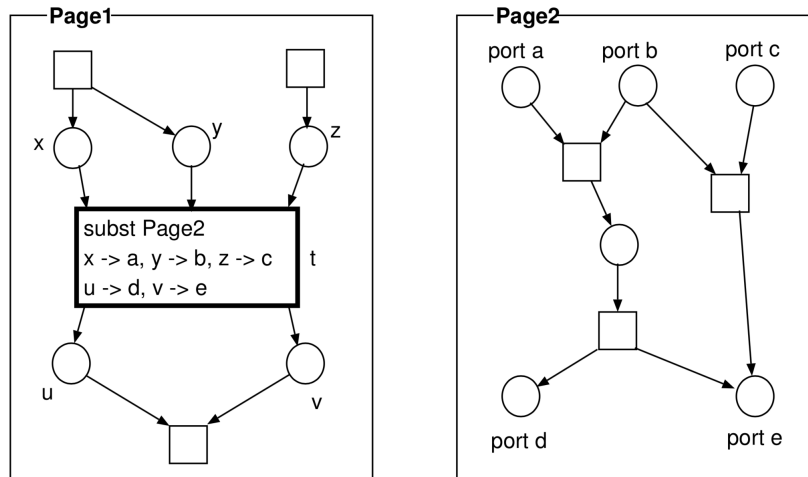 Page1
x
y
z
subst Page2
x -> a, y -> b, z -> c
u -> d, v -> e
t
u
v
Page2
port a
port b
port c
port d
port e